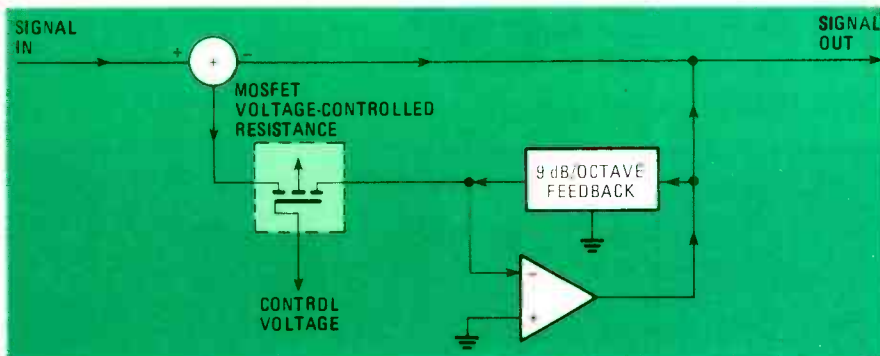 SIGNAL
IN
SIGNAL
OUT
+
−
+
MOSFET
VOLTAGE-CONTROLLED
RESISTANCE
9 dB/OCTAVE
FEEDBACK
CONTROL
VOLTAGE
−
+